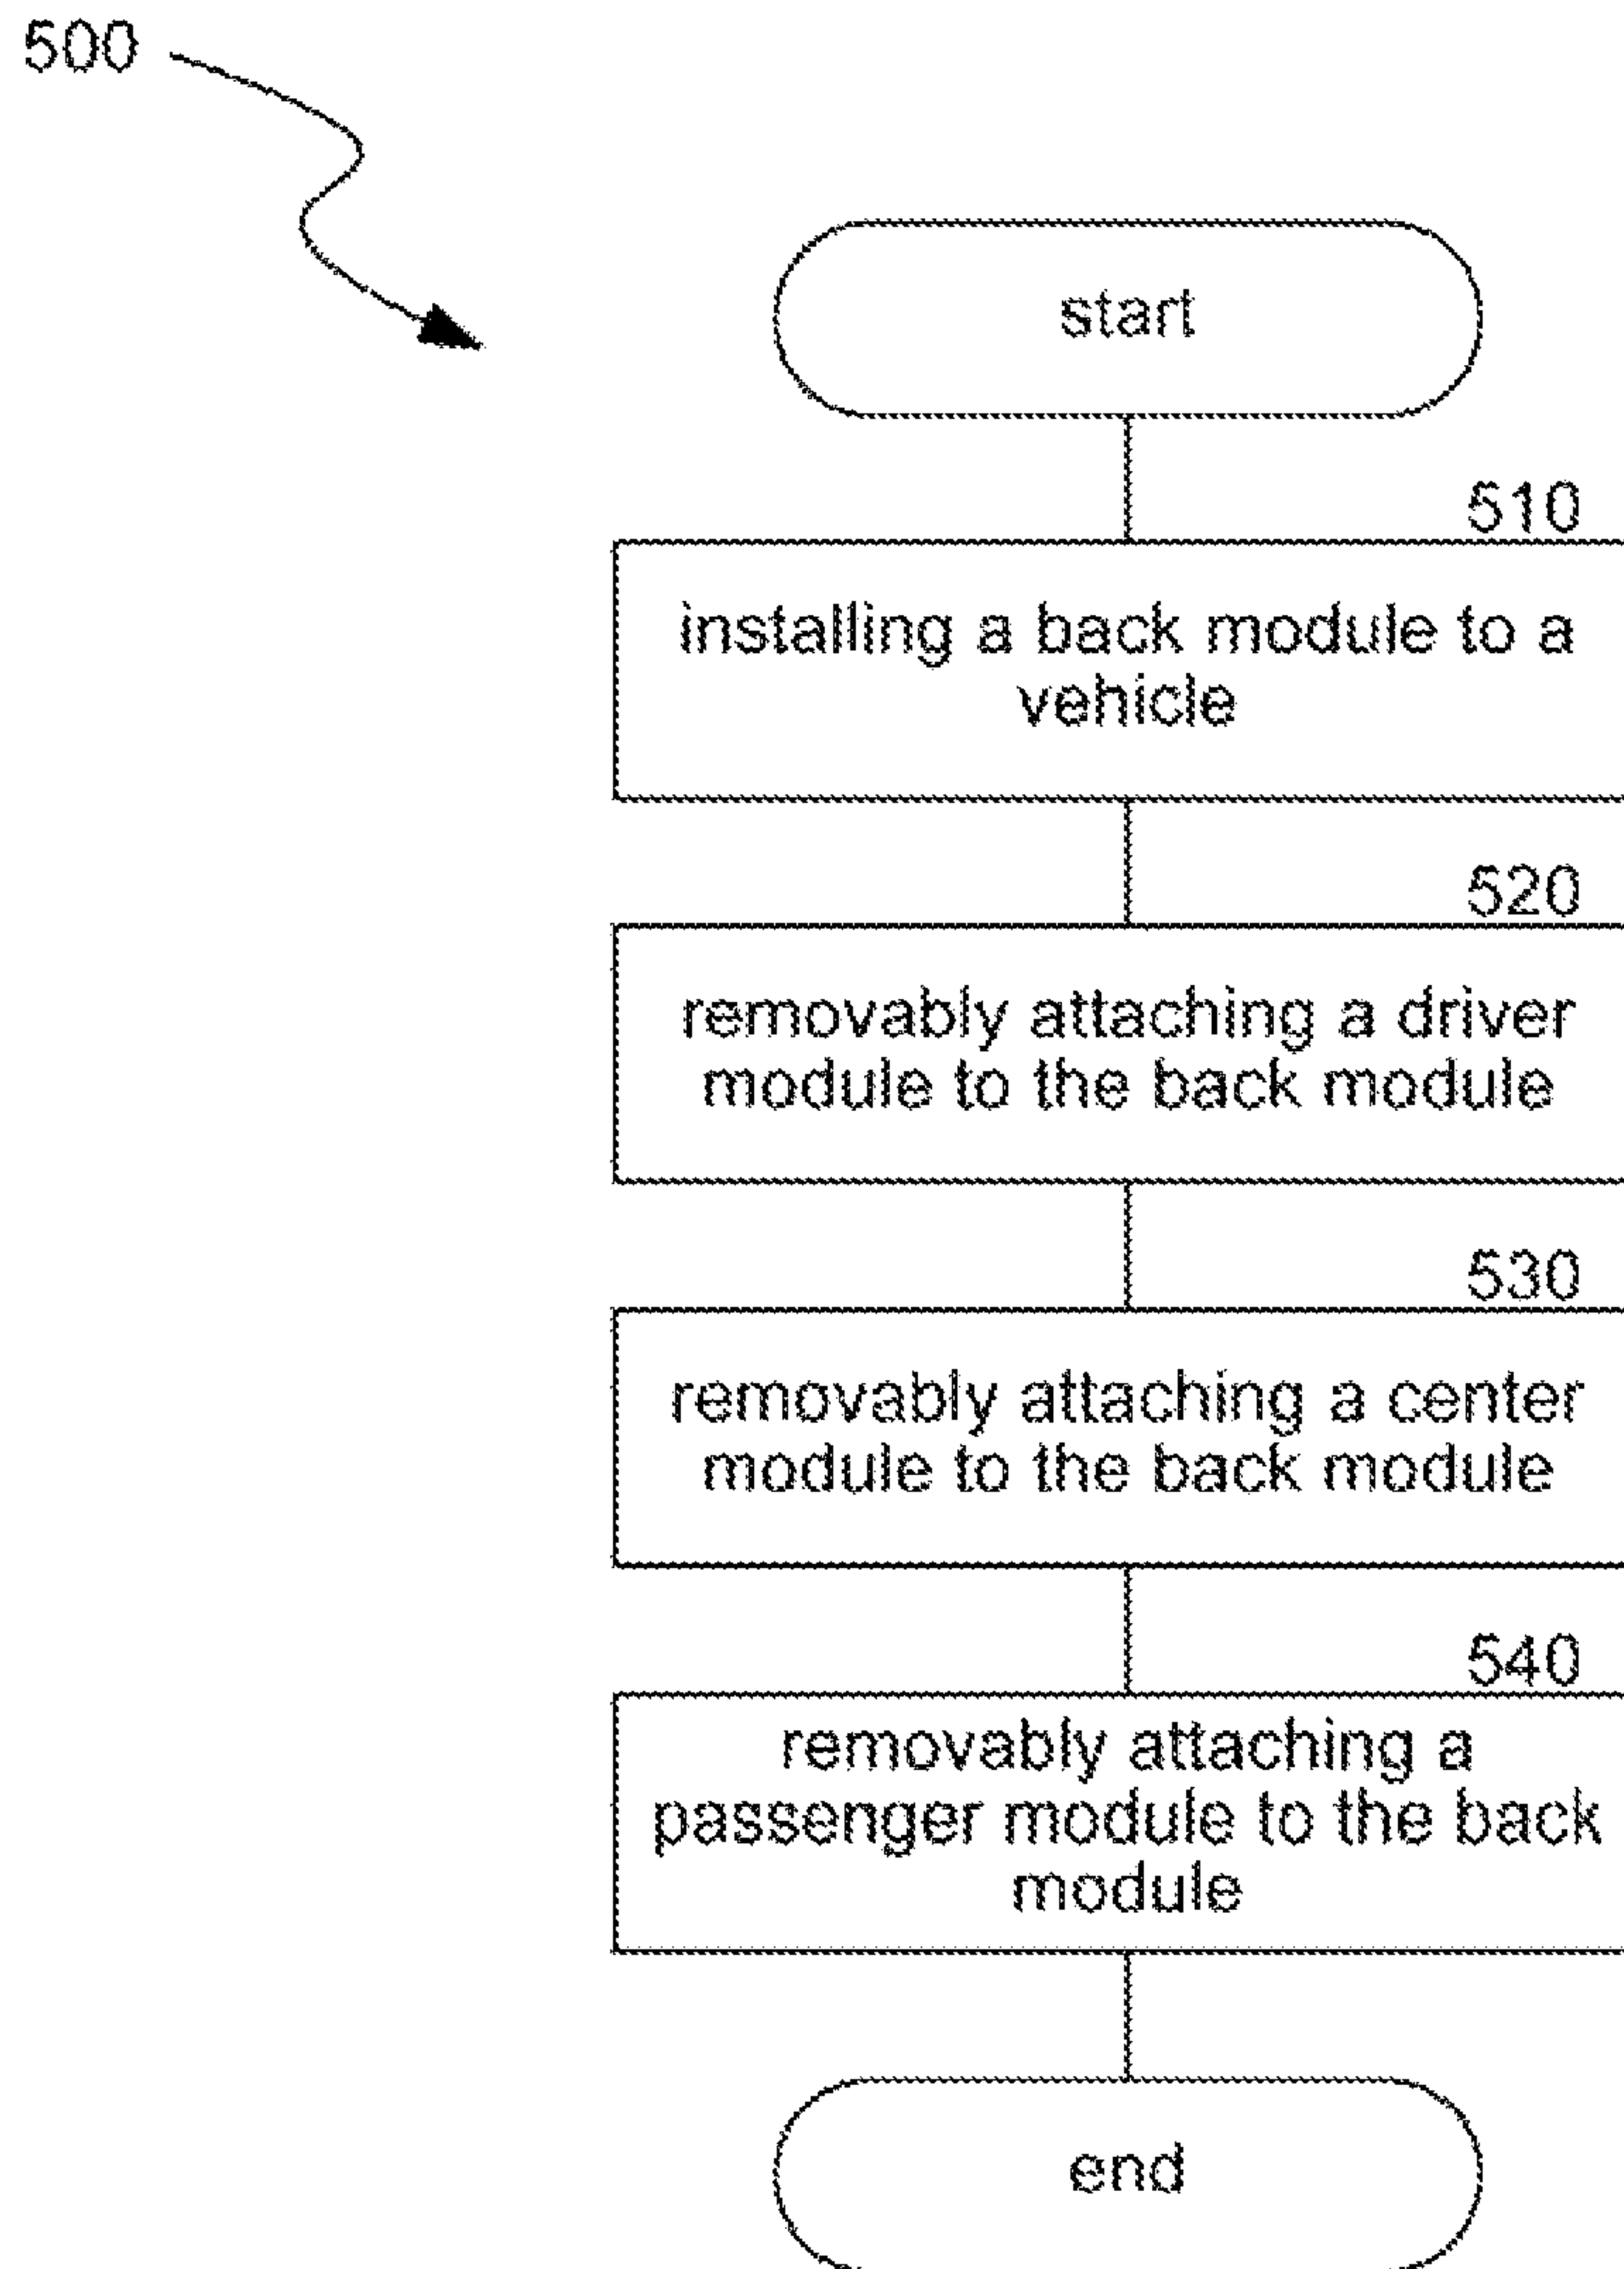 500
start
510
installing a back module to a
vehicle
520
removably attaching a driver
module to the back module
530
removably attaching a center
module to the back module
540
removably attaching a
passenger module to the back
module
end